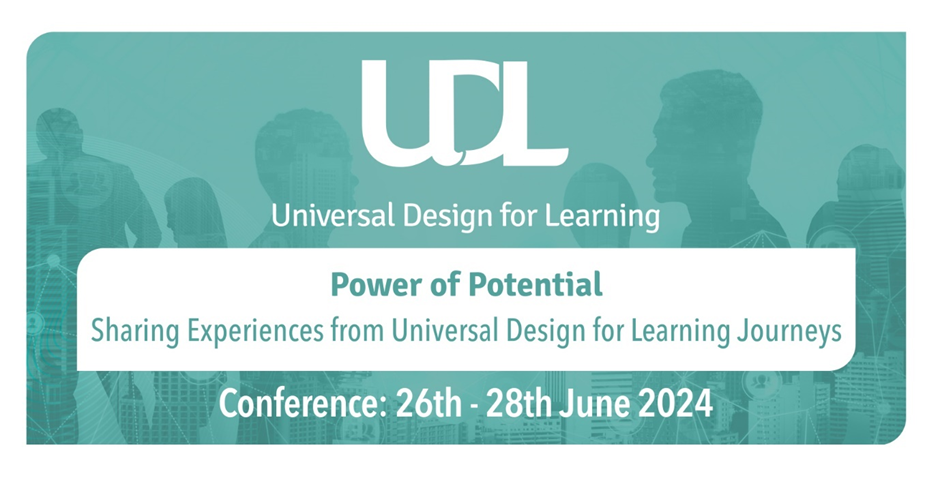 UDL
Universal Design for Learning
Power of Potential
Sharing Experiences from Universal Design for Learning Journeys
Conference: 26th - 28th June 2024